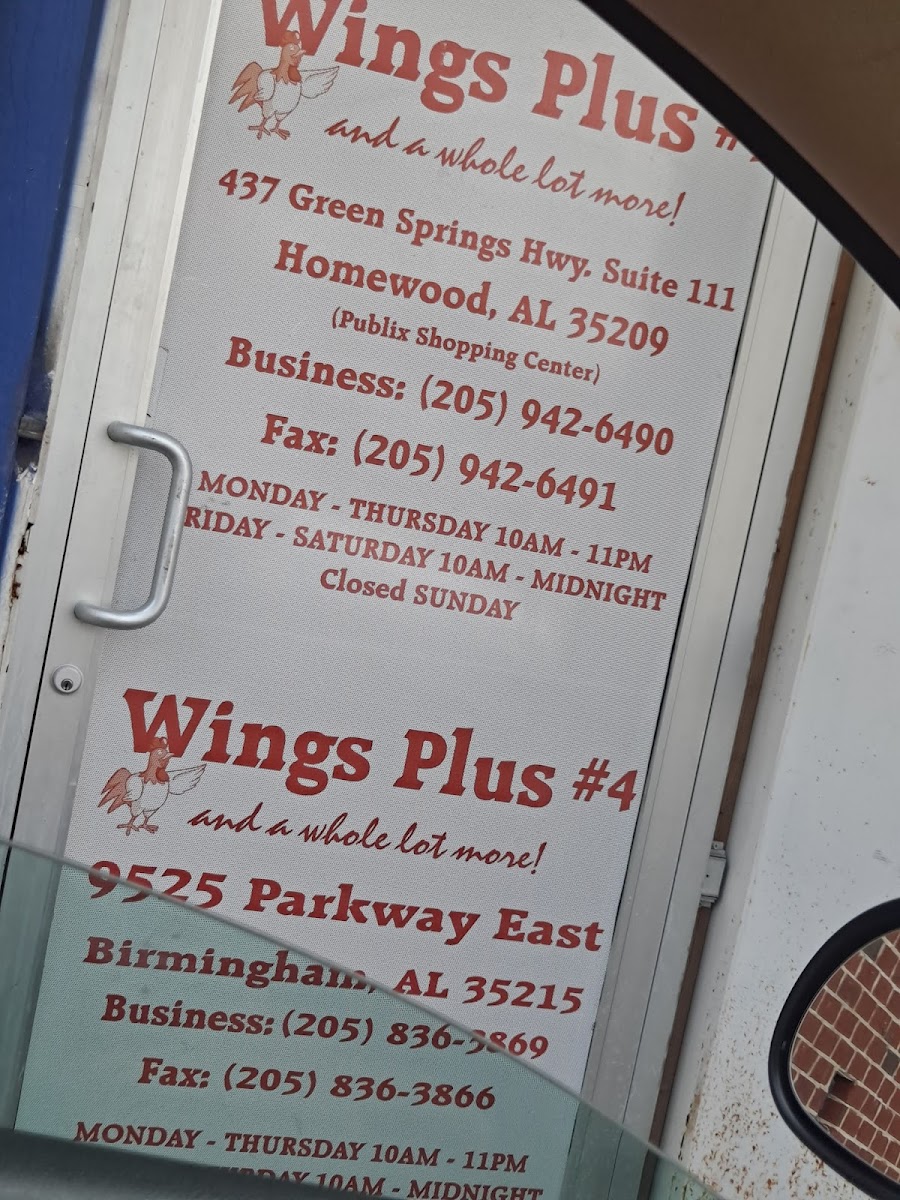 Wings Plus #
and a whole lot more!
437 Green Springs Hwy. Suite 111
Homewood, AL 35209
(Publix Shopping Center)
Business: (205) 942-6490
Fax: (205) 942-6491
MONDAY - THURSDAY 10AM - 11PM
RIDAY - SATURDAY 10AM - MIDNIGHT
Closed SUNDAY
Wings Plus #4
and a whole lot more!
9525 Parkway East
Birmingham, AL 35215
Business: (205) 836-3869
Fax: (205) 836-3866
MONDAY - THURSDAY 10AM - 11PM
10AM - MIDNIGHT